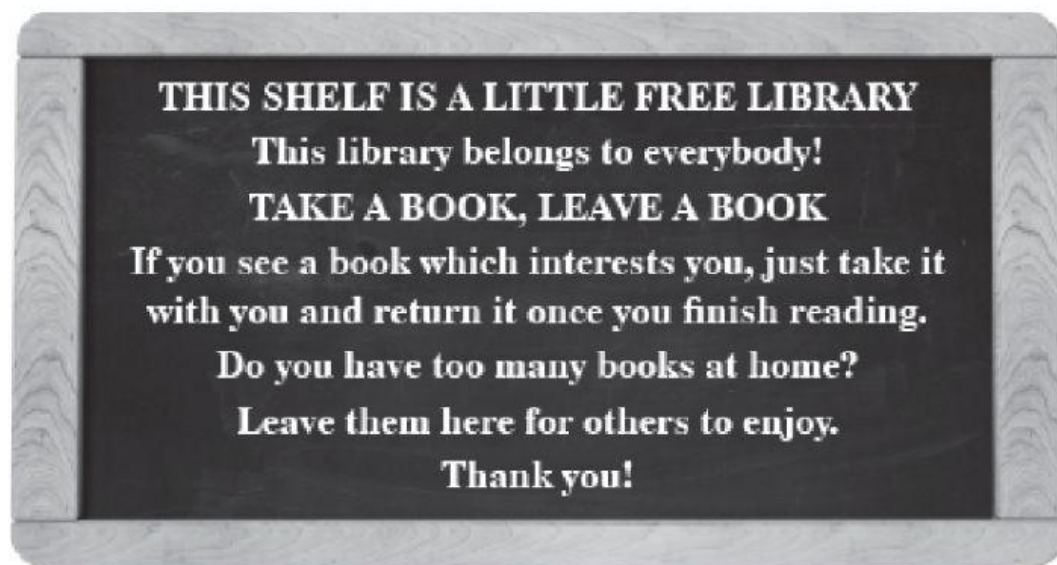 THIS SHELF IS A LITTLE FREE LIBRARY
This library belongs to everybody!
TAKE A BOOK, LEAVE A BOOK
If you see a book which interests you, just take it
with you and return it once you finish reading.
Do you have too many books at home?
Leave them here for others to enjoy.
Thank you!